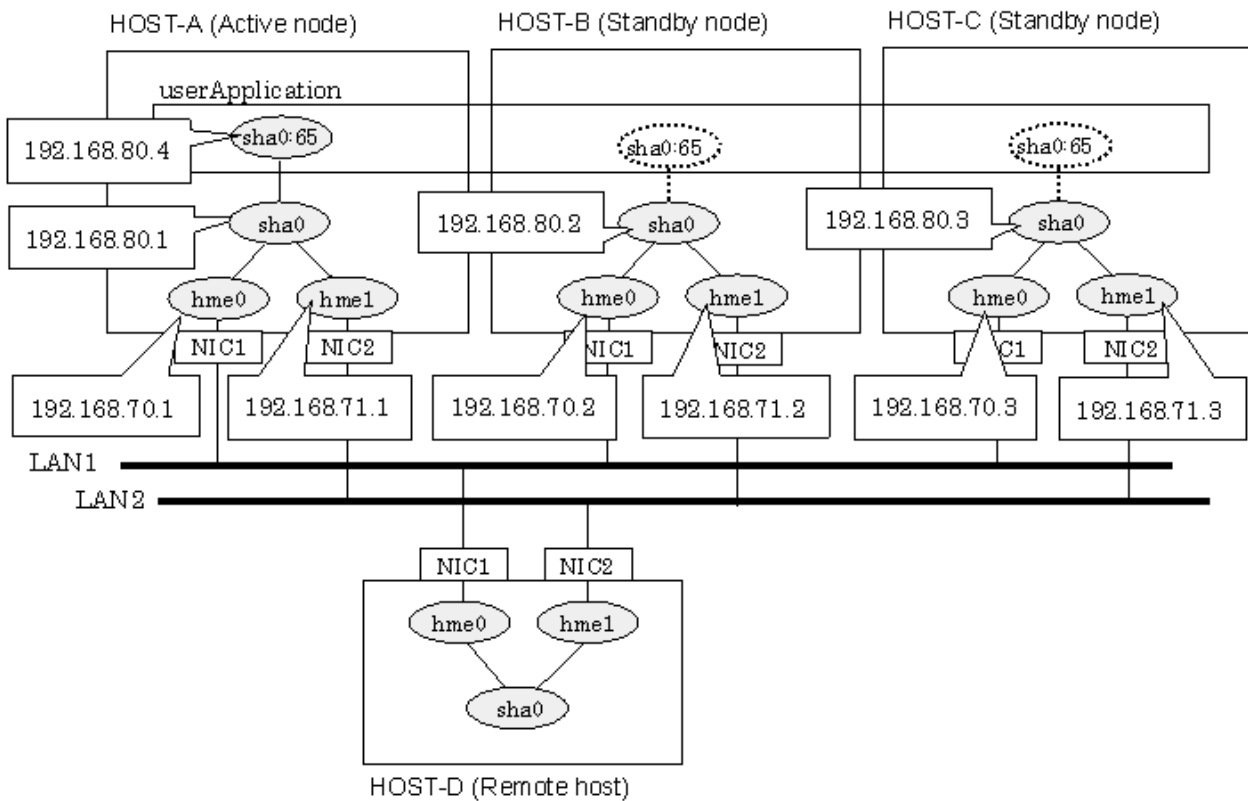 HOST-A (Active node)
HOST-B (Standby node)
HOST-C (Standby node)
userApplication
192.168.80.4
sha0:65
sha0:65
sha0:65
192.168.80.1
sha0
192.168.80.2
sha0
192.168.80.3
sha0
hme0
hme1
hme0
hme1
hme0
hme1
NIC1
NIC2
NIC1
NIC2
C1
NIC2
192.168.70.1
192.168.71.1
192.168.70.2
192.168.71.2
192.168.70.3
192.168.71.3
LAN1
LAN2
NIC1
NIC2
hme0
hme1
sha0
HOST-D (Remote host)